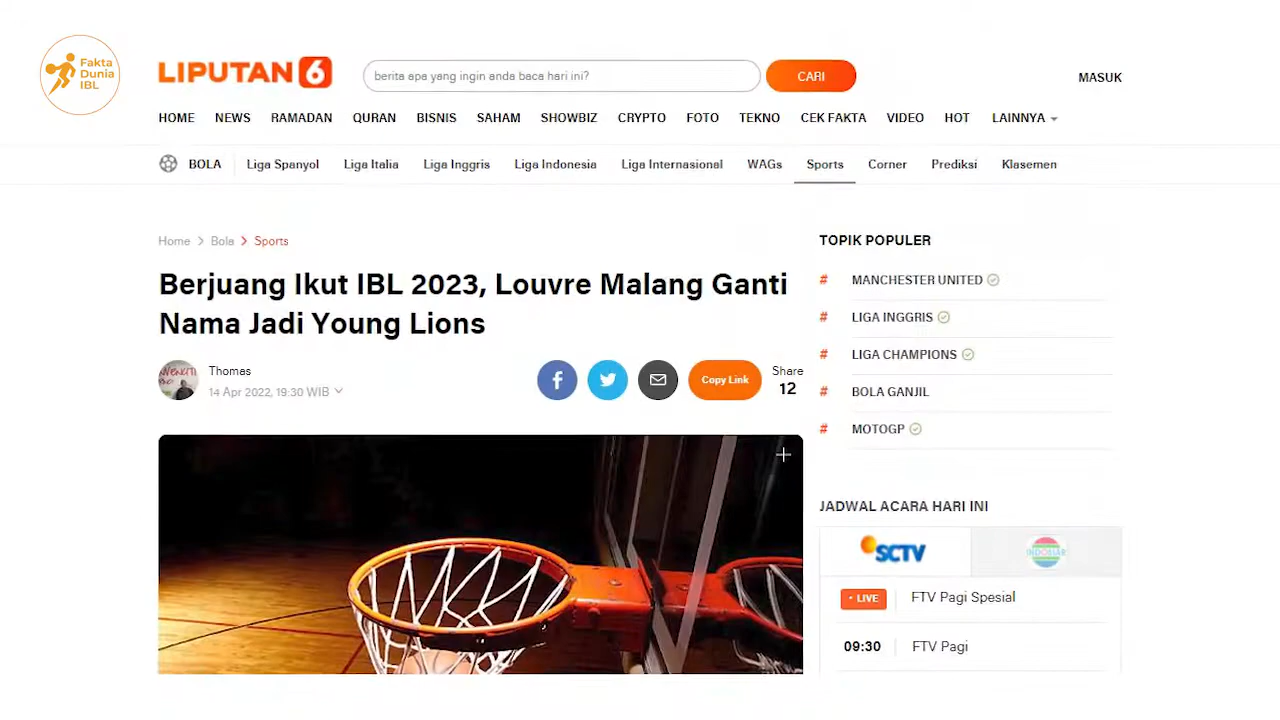 Fakta
Dunia
IBL
LIPUTAN 6
berita apa yang ingin anda baca hari ini?
CARI
MASUK
HOME NEWS RAMADAN QURAN BISNIS SAHAM SHOWBIZ CRYPTO FOTO TEKNO CEK FAKTA VIDEO HOT LAINNYA
BOLA Liga Spanyol Liga Italia Liga Inggris Liga Indonesia Liga Internasional WAGs Sports Corner Prediksi Klasemen
Home Bola Sports
Berjuang Ikut IBL 2023, Louvre Malang Ganti
Nama Jadi Young Lions
Thomas
14 Apr 2022, 19:30 WIB
Copy Link
Share
12
TOPIK POPULER
# MANCHESTER UNITED
# LIGA INGGRIS
# LIGA CHAMPIONS
# BOLA GANJIL
# MOTOGP
JADWAL ACARA HARI INI
SCTV
INDOSIAR
LIVE FTV Pagi Spesial
09:30 FTV Pagi